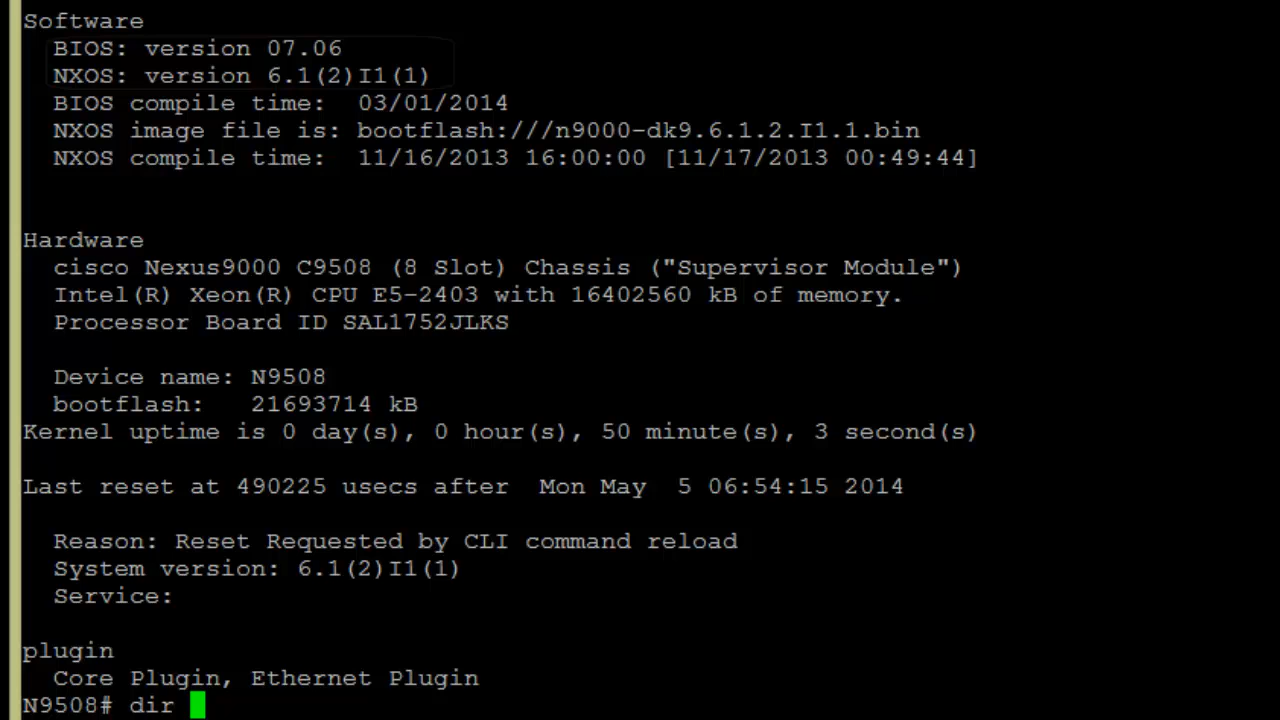 Software
BIOS: version 07.06
NXOS: version 6.1(2)I1(1)
BIOS compile time:  03/01/2014
NXOS image file is: bootflash:///n9000-dk9.6.1.2.I1.1.bin
NXOS compile time:  11/16/2013 16:00:00 [11/17/2013 00:49:44]
Hardware
cisco Nexus9000 C9508 (8 Slot) Chassis ("Supervisor Module")
Intel(R) Xeon(R) CPU E5-2403 with 16402560 kB of memory.
Processor Board ID SAL1752JLKS
Device name: N9508
bootflash:   21693714 kB
Kernel uptime is 0 day(s), 0 hour(s), 50 minute(s), 3 second(s)
Last reset at 490225 usecs after  Mon May  5 06:54:15 2014
Reason: Reset Requested by CLI command reload
System version: 6.1(2)I1(1)
Service:
plugin
Core Plugin, Ethernet Plugin
N9508# dir